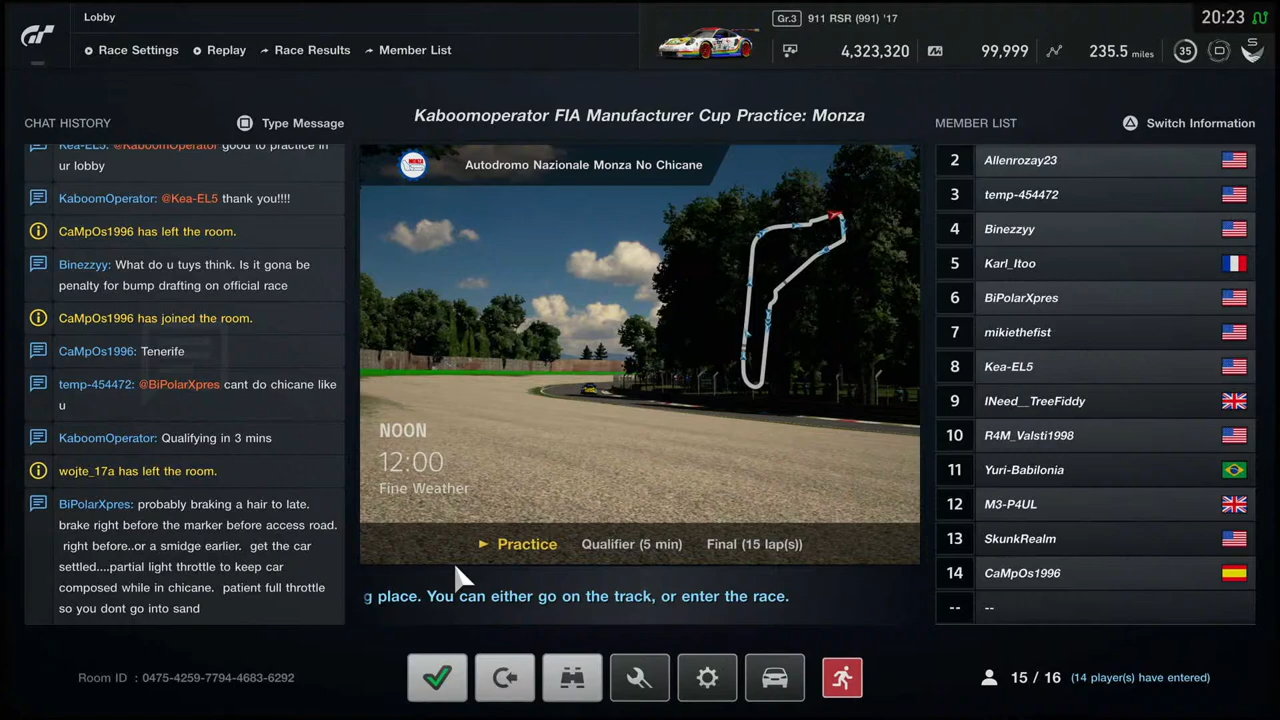 Lobby
Race Settings
Replay
Race Results
Member List
Gr.3
911 RSR (991) '17
4,323,320
99,999
235.5 miles
35
S
20:23
CHAT HISTORY
Type Message
Kea-EL5: @KaboomOperator good to practice in
ur lobby
KaboomOperator: @Kea-EL5 thank you!!!!
CaMpOs1996 has left the room.
Binezzyy: What do u tuys think. Is it gona be
penalty for bump drafting on official race
CaMpOs1996 has joined the room.
CaMpOs1996: Tenerife
temp-454472: @BiPolarXpres cant do chicane like
u
KaboomOperator: Qualifying in 3 mins
wojte_17a has left the room.
BiPolarXpres: probably braking a hair to late.
brake right before the marker before access road.
right before..or a smidge earlier. get the car
settled....partial light throttle to keep car
composed while in chicane. patient full throttle
so you dont go into sand
Room ID : 0475-4259-7794-4683-6292
Kaboomoperator FIA Manufacturer Cup Practice: Monza
Autodromo Nazionale Monza No Chicane
NOON
12:00
Fine Weather
Practice
Qualifier (5 min)
Final (15 lap(s))
g place. You can either go on the track, or enter the race.
MEMBER LIST
Switch Information
2 Allenrozay23
3 temp-454472
4 Binezzyy
5 Karl_Itoo
6 BiPolarXpres
7 mikiethefist
8 Kea-EL5
9 INeed__TreeFiddy
10 R4M_Valsti1998
11 Yuri-Babilonia
12 M3-P4UL
13 SkunkRealm
14 CaMpOs1996
-- --
15 / 16 (14 player(s) have entered)